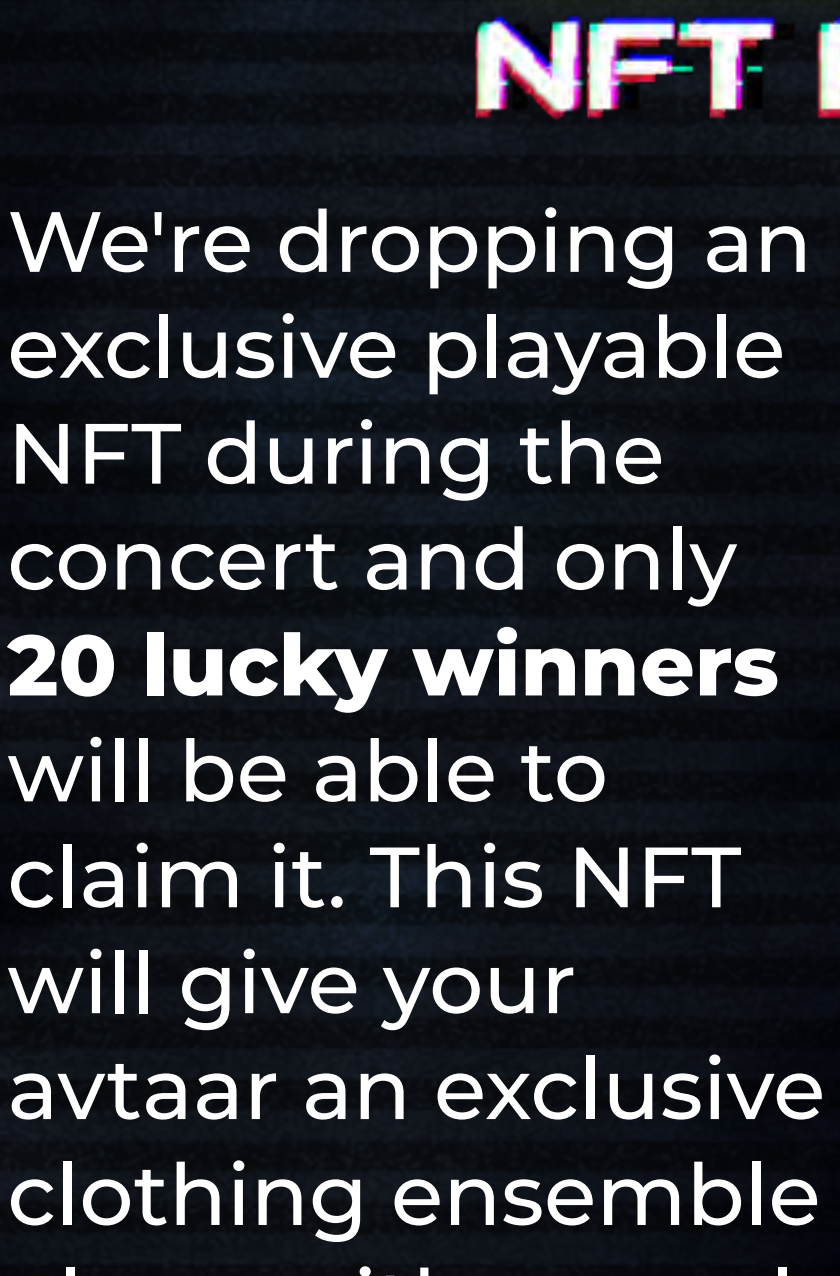 NFT
We're dropping an
exclusive playable
NFT during the
concert and only
20 lucky winners
will be able to
claim it. This NFT
will give your
avtaar an exclusive
clothing ensemble